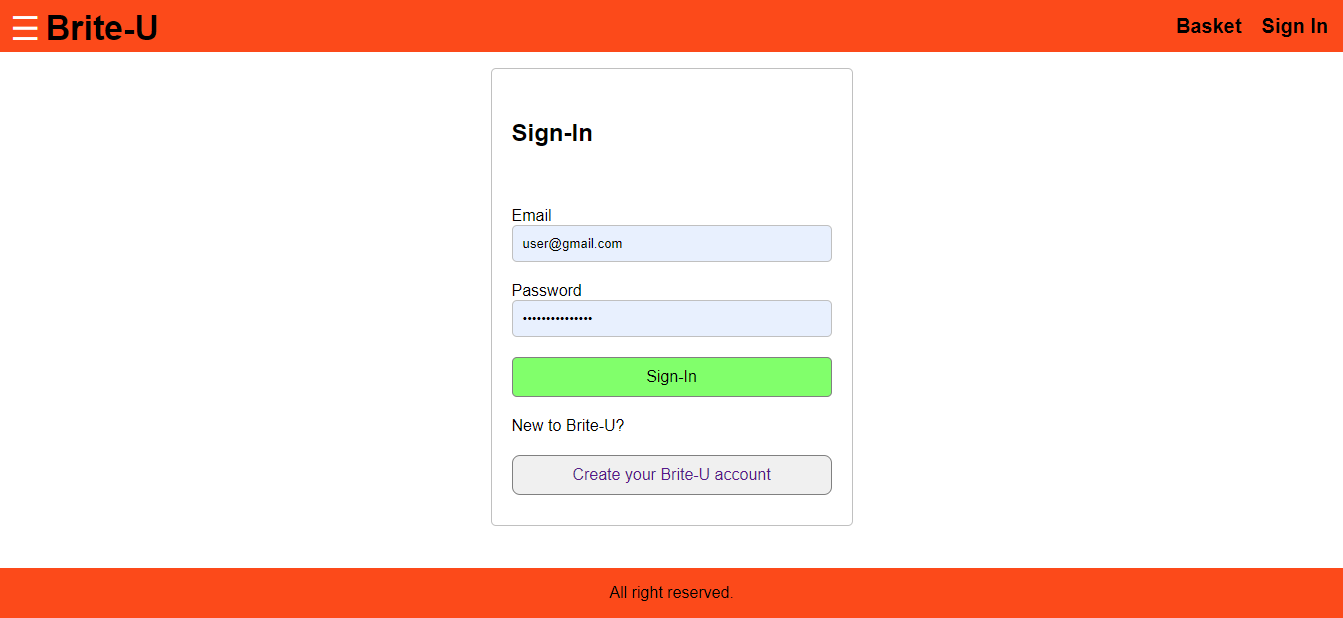 ☰ Brite-U
Basket Sign In
Sign-In
Email
user@gmail.com
Password
•••••••••••••••
Sign-In
New to Brite-U?
Create your Brite-U account
All right reserved.